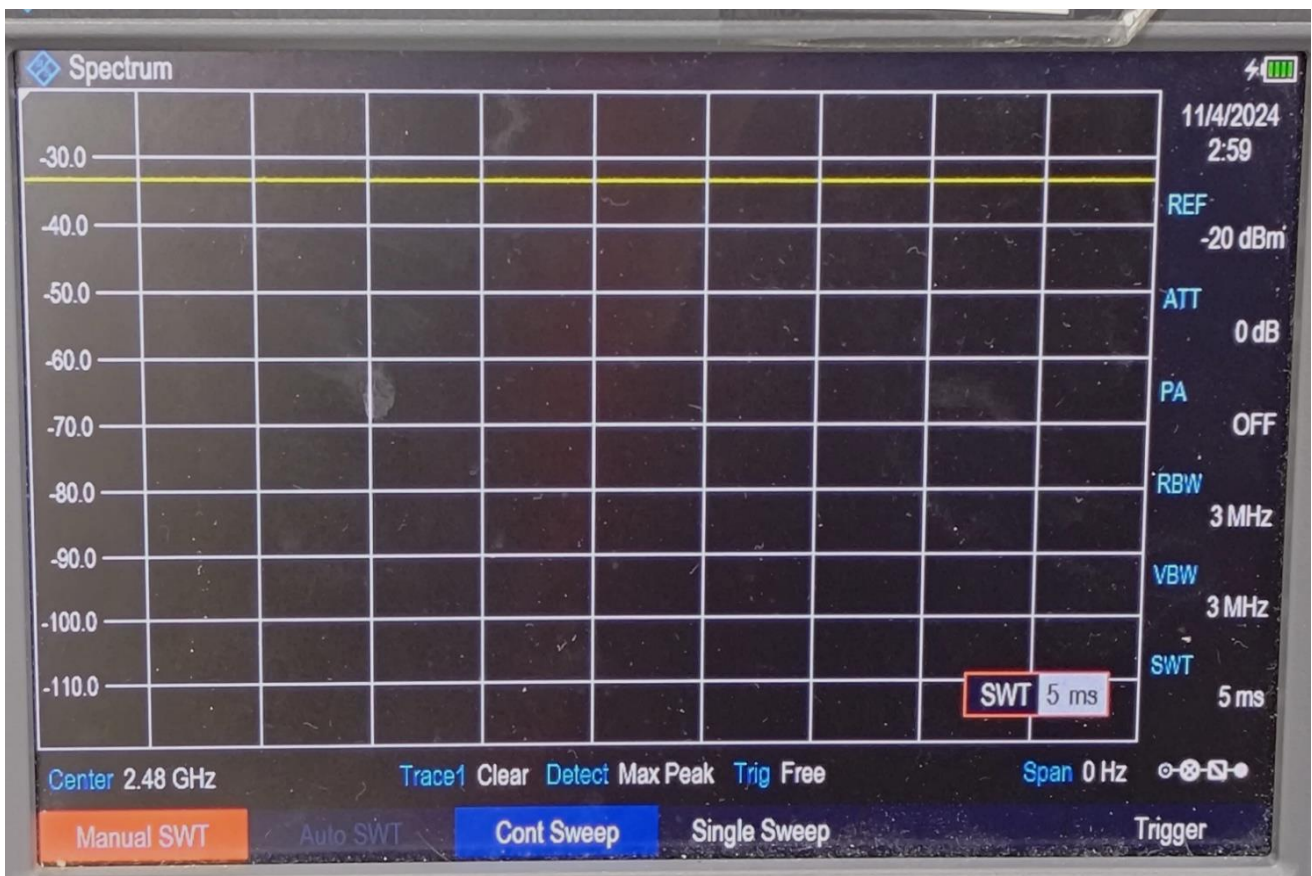 Spectrum
11/4/2024
2:59
-30.0
REF
-20 dBm
-40.0
-50.0
ATT
0 dB
-60.0
PA
OFF
-70.0
RBW
3 MHz
-80.0
-90.0
VBW
3 MHz
-100.0
SWT
5 ms
-110.0
SWT 5 ms
Center 2.48 GHz Trace1 Clear Detect Max Peak Trig Free Span 0 Hz
Manual SWT Auto SWT Cont Sweep Single Sweep Trigger